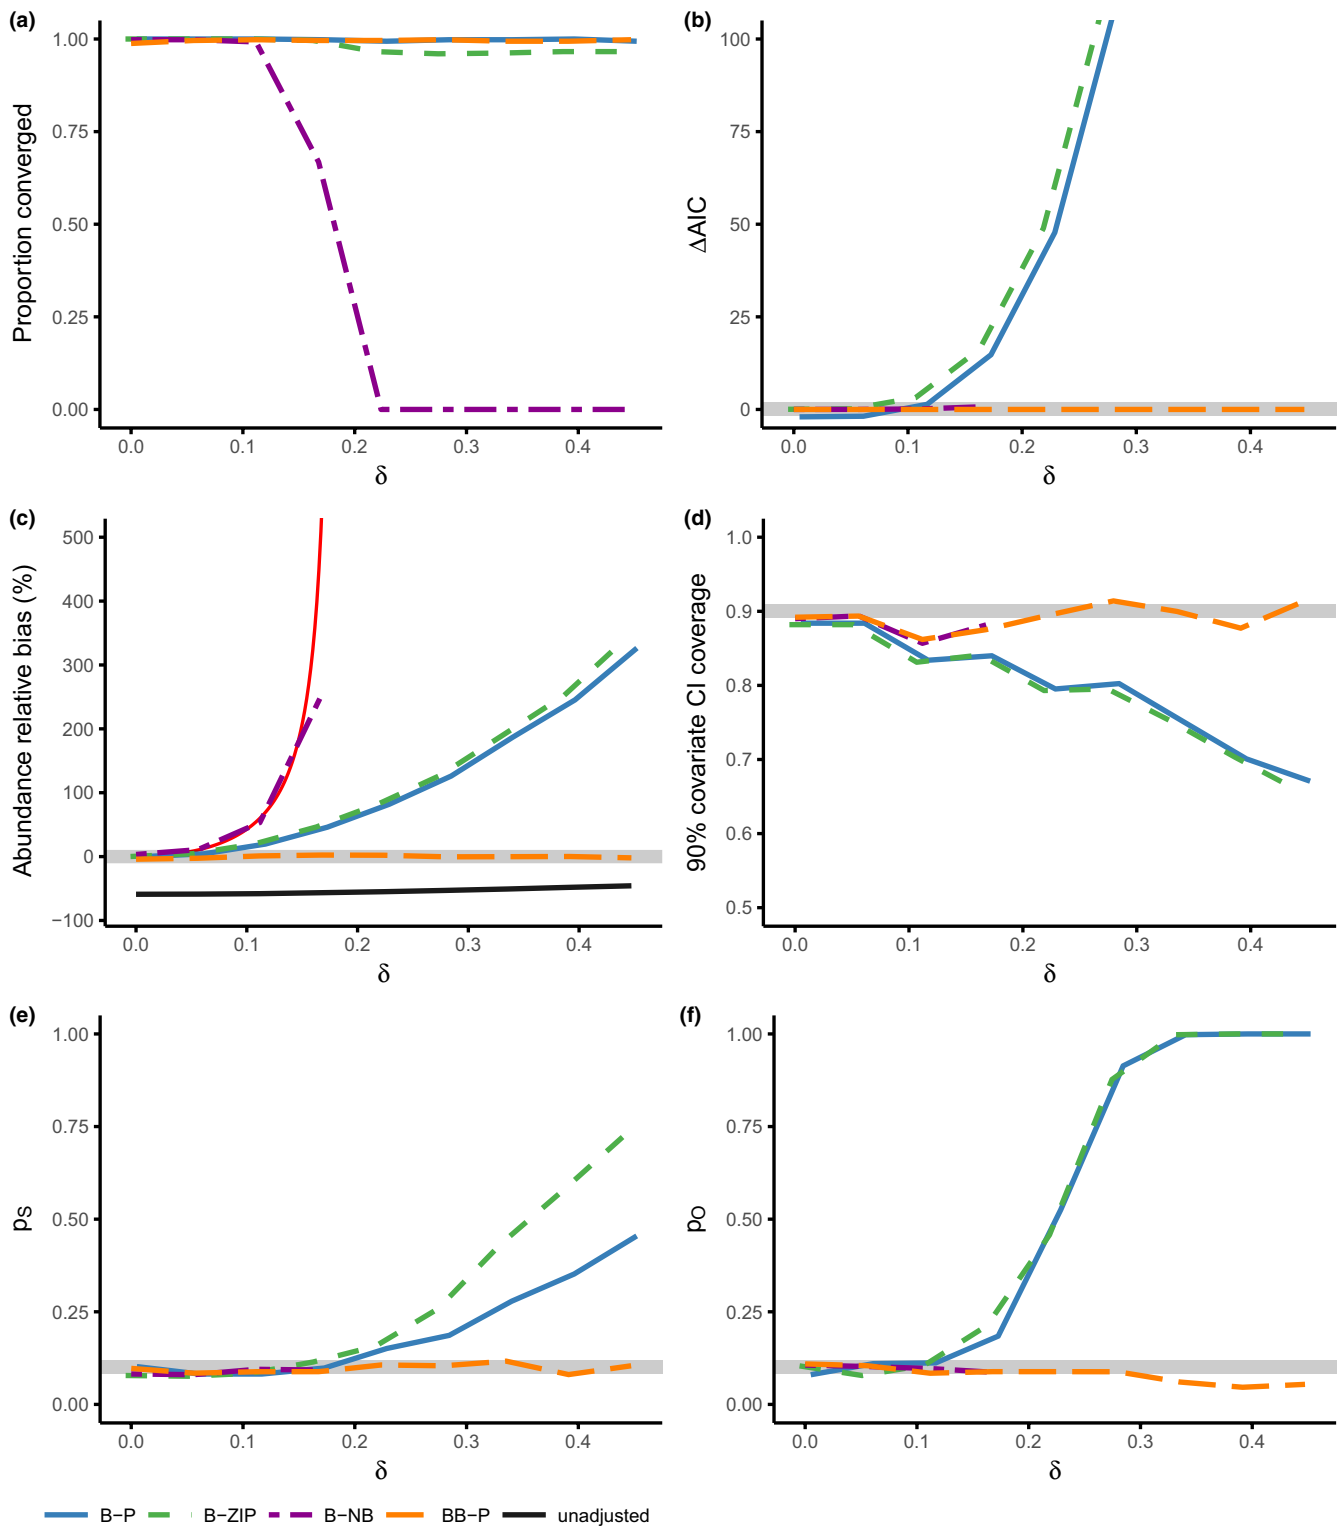 (a)
Proportion converged
1.00
0.75
0.50
0.25
0.00
0.0 0.1 0.2 0.3 0.4
δ
(b)
ΔAIC
100
75
50
25
0
0.0 0.1 0.2 0.3 0.4
δ
(c)
Abundance relative bias (%)
500
400
300
200
100
0
−100
0.0 0.1 0.2 0.3 0.4
δ
(d)
90% covariate CI coverage
1.0
0.9
0.8
0.7
0.6
0.5
0.0 0.1 0.2 0.3 0.4
δ
(e)
pS
1.00
0.75
0.50
0.25
0.00
0.0 0.1 0.2 0.3 0.4
δ
(f)
pO
1.00
0.75
0.50
0.25
0.00
0.0 0.1 0.2 0.3 0.4
δ
B−P B−ZIP B−NB BB−P unadjusted